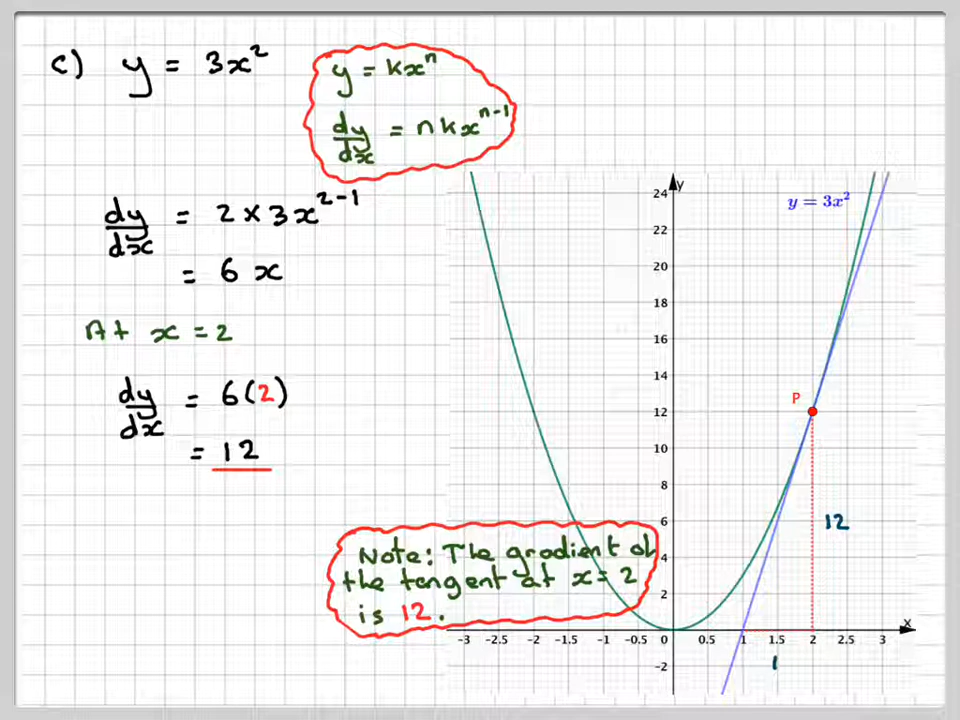 c) y = 3x²
y = kxⁿ
dy/dx = nkxⁿ⁻¹
dy/dx = 2 × 3x²⁻¹
= 6x
At x = 2
dy/dx = 6(2)
= 12
Note: The gradient of
the tangent at x = 2
is 12.
y
y = 3x²
24
22
20
18
16
14
12
10
8
6
4
2
-2
P
12
x
-3 -2.5 -2 -1.5 -1 -0.5 0 0.5 1 1.5 2 2.5 3
1